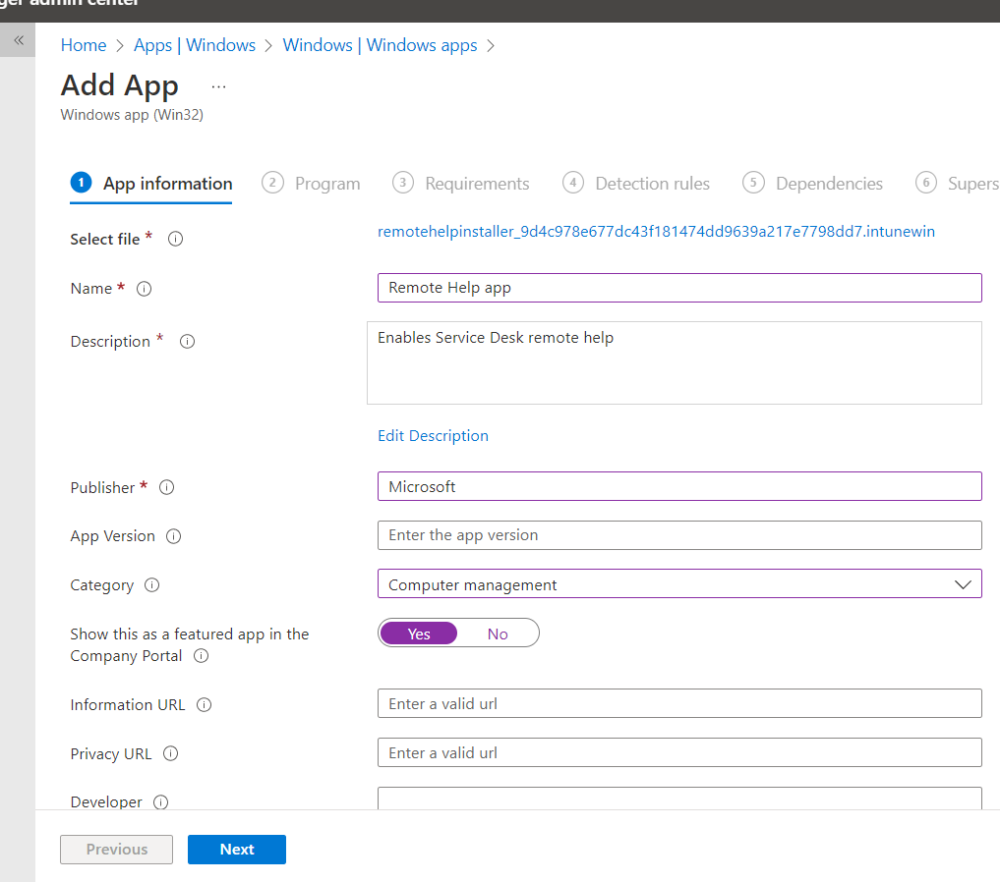 ger admin center
«
Home > Apps | Windows > Windows | Windows apps >
Add App ...
Windows app (Win32)
1 App information 2 Program 3 Requirements 4 Detection rules 5 Dependencies 6 Supers
Select file * remotehelpinstaller_9d4c978e677dc43f181474dd9639a217e7798dd7.intunewin
Name * Remote Help app
Description * Enables Service Desk remote help
Edit Description
Publisher * Microsoft
App Version Enter the app version
Category Computer management
Show this as a featured app in the
Company Portal
Yes No
Information URL Enter a valid url
Privacy URL Enter a valid url
Developer
Previous Next